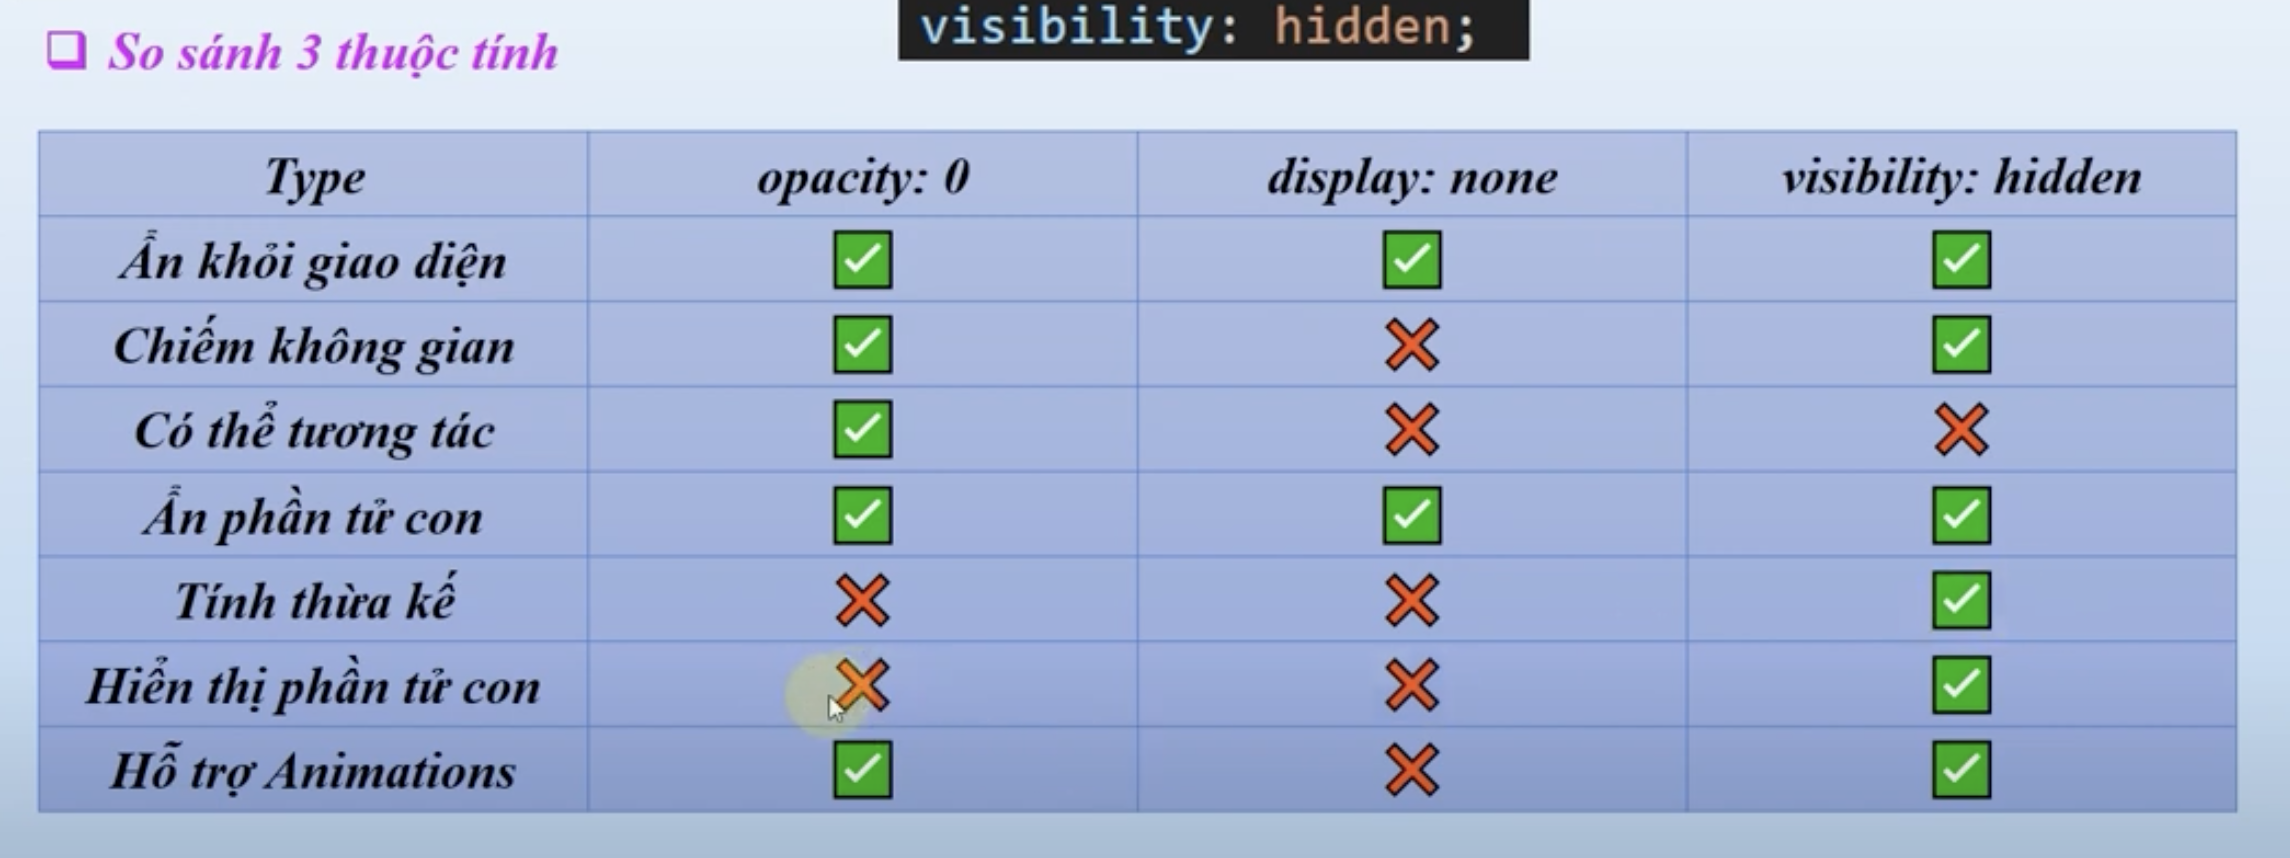 visibility: hidden;
So sánh 3 thuộc tính
Type opacity: 0 display: none visibility: hidden
Ẩn khỏi giao diện ✅ ✅ ✅
Chiếm không gian ✅ ❌ ✅
Có thể tương tác ✅ ❌ ❌
Ẩn phần tử con ✅ ✅ ✅
Tính thừa kế ❌ ❌ ✅
Hiển thị phần tử con ❌ ❌ ✅
Hỗ trợ Animations ✅ ❌ ✅